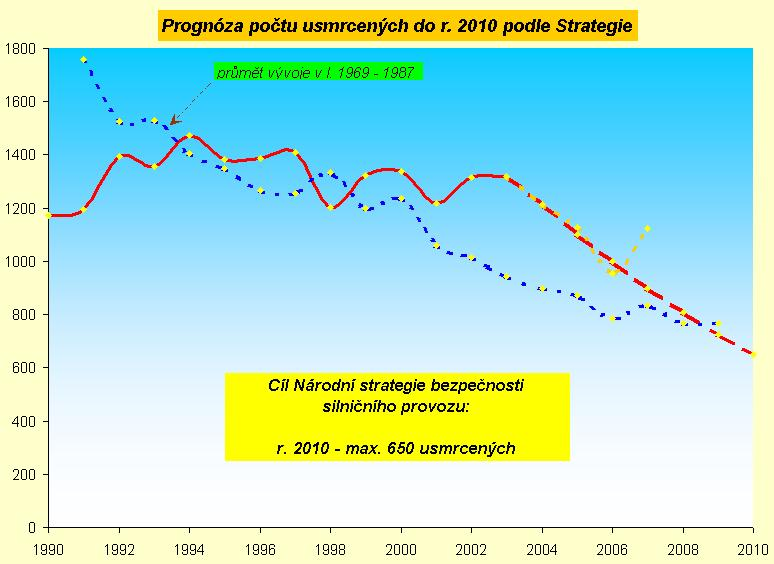 Prognóza počtu usmrcených do r. 2010 podle Strategie
1800
průmět vývoje v l. 1969 - 1987
1600
1400
1200
1000
800
600
Cíl Národní strategie bezpečnosti
silničního provozu:
r. 2010 - max. 650 usmrcených
400
200
0
1990 1992 1994 1996 1998 2000 2002 2004 2006 2008 2010